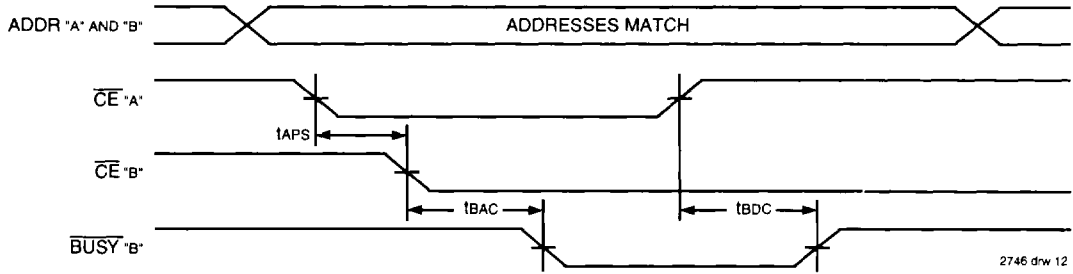 ADDR "A" AND "B"
ADDRESSES MATCH
CE "A"
tAPS
CE "B"
tBAC
tBDC
BUSY "B"
2746 drw 12